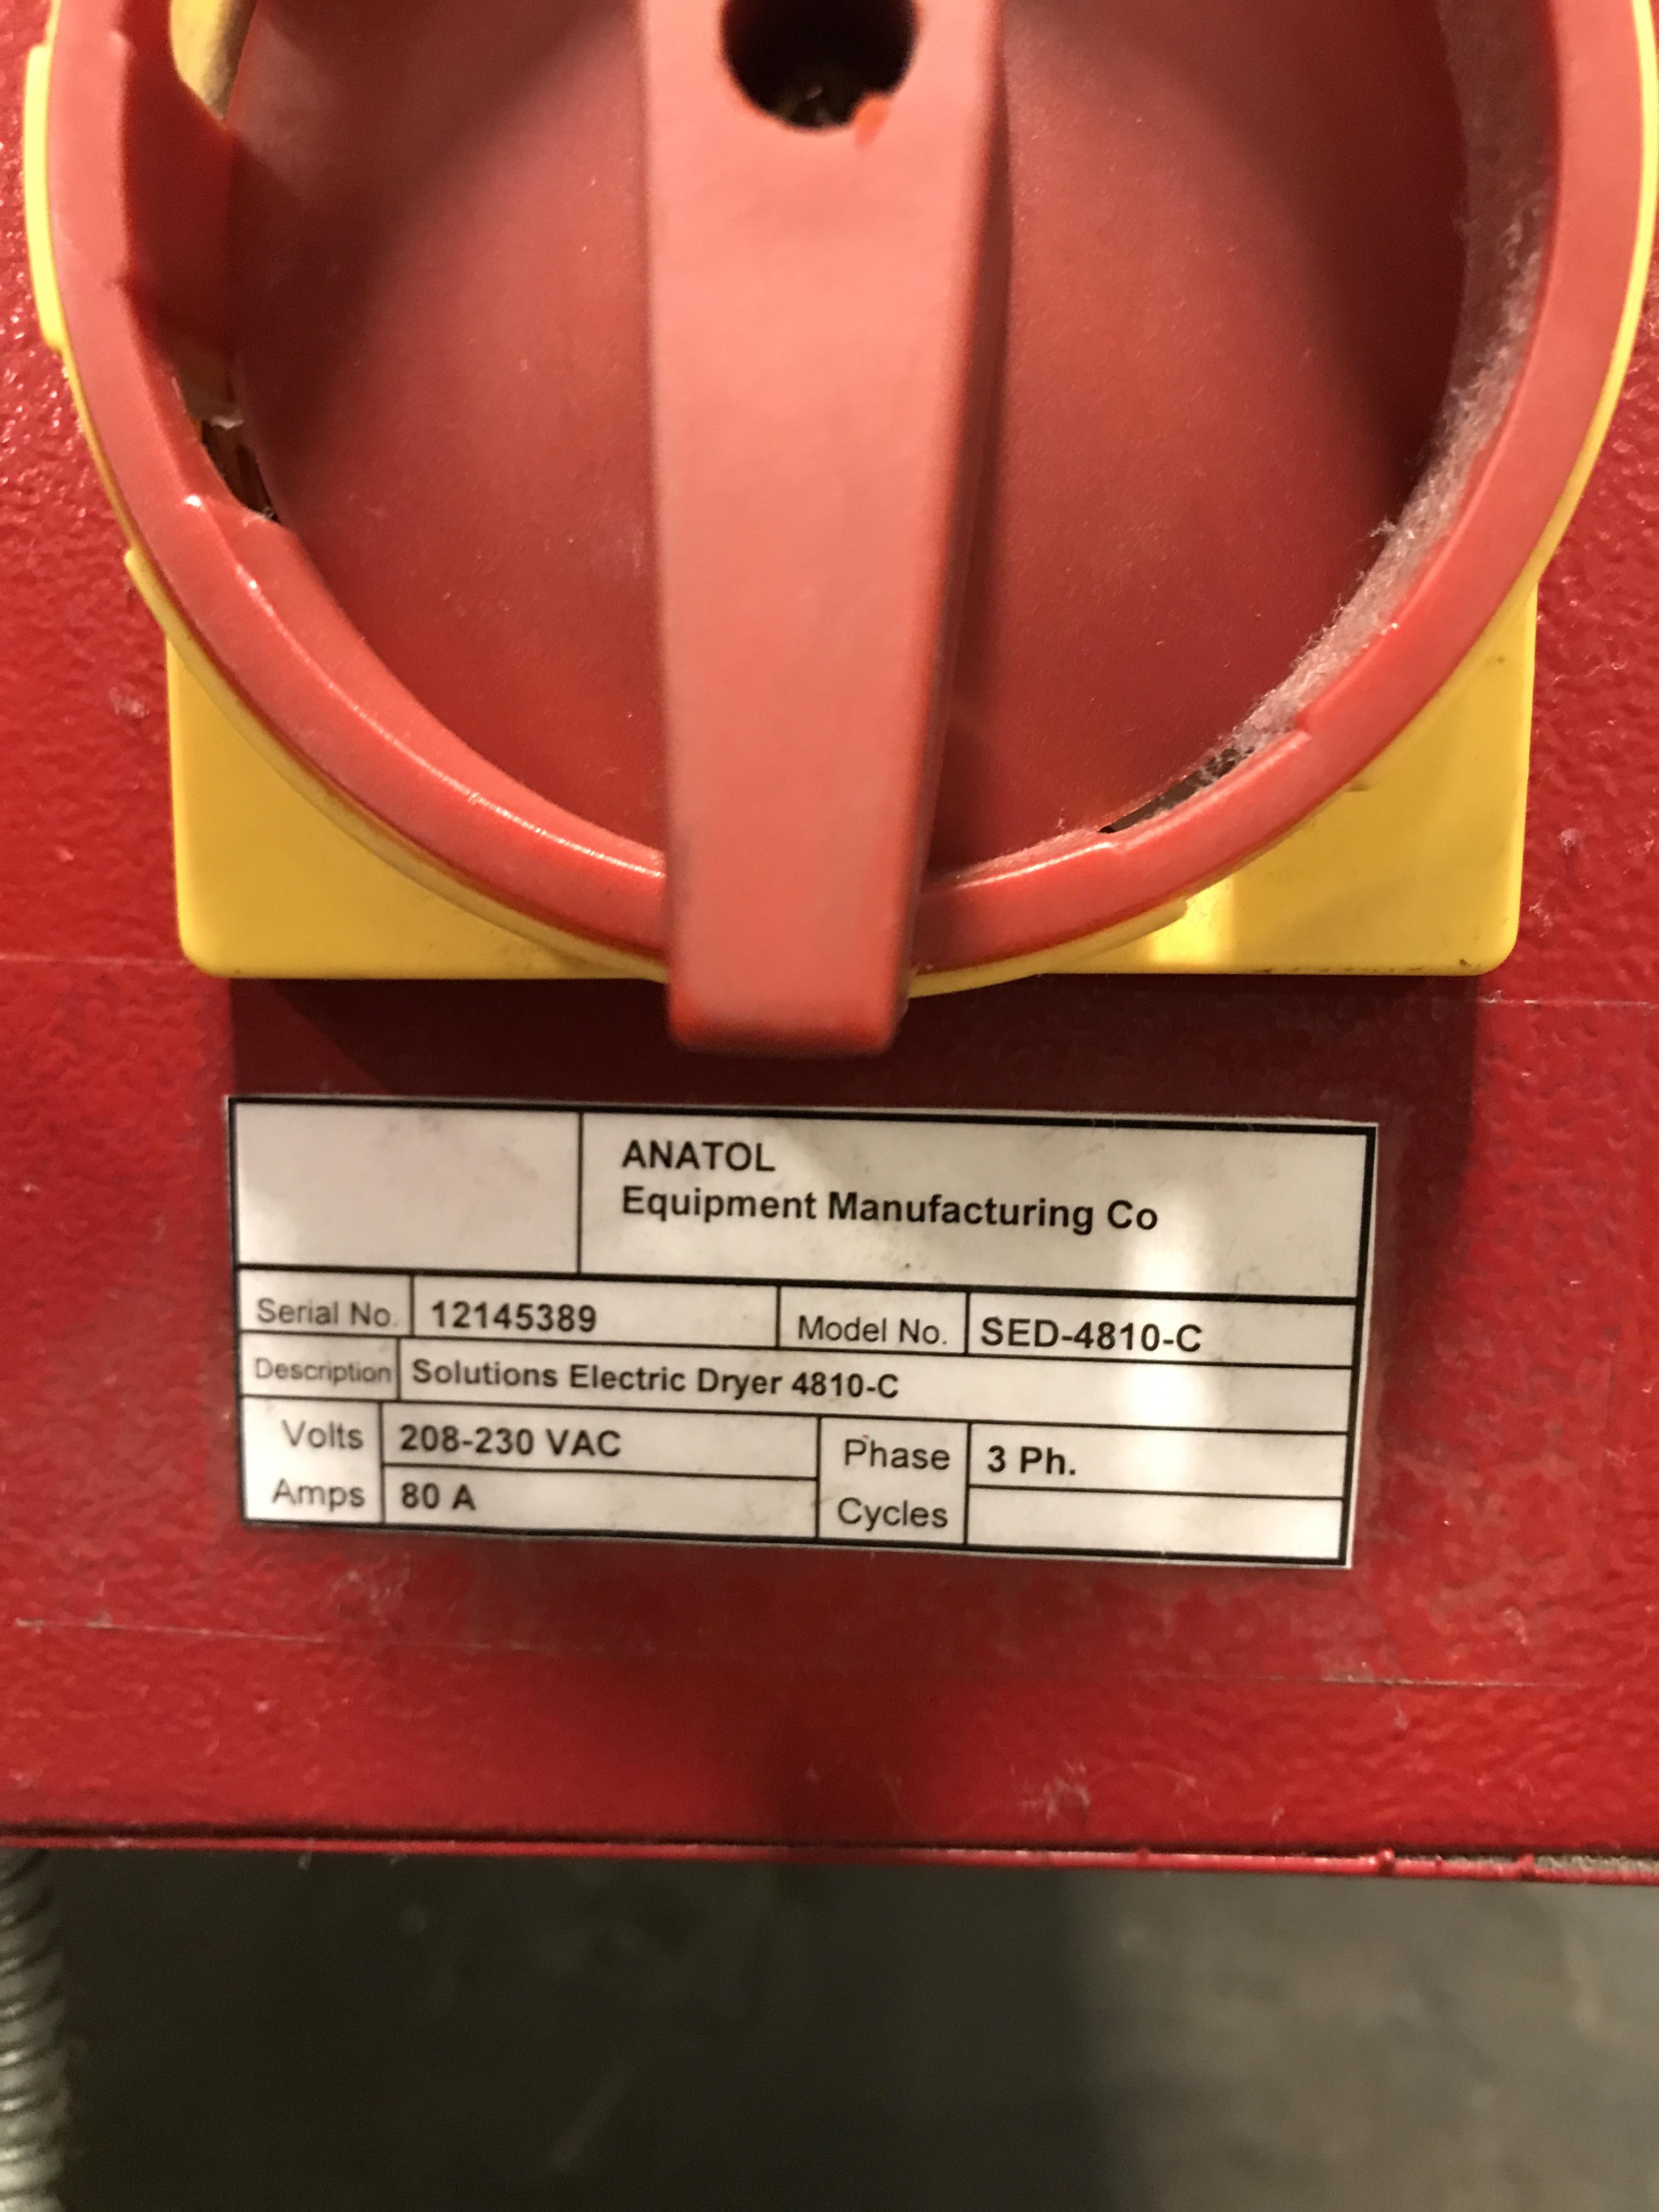 ANATOL
Equipment Manufacturing Co
Serial No. 12145389 Model No. SED-4810-C
Description Solutions Electric Dryer 4810-C
Volts 208-230 VAC Phase 3 Ph.
Amps 80 A Cycles